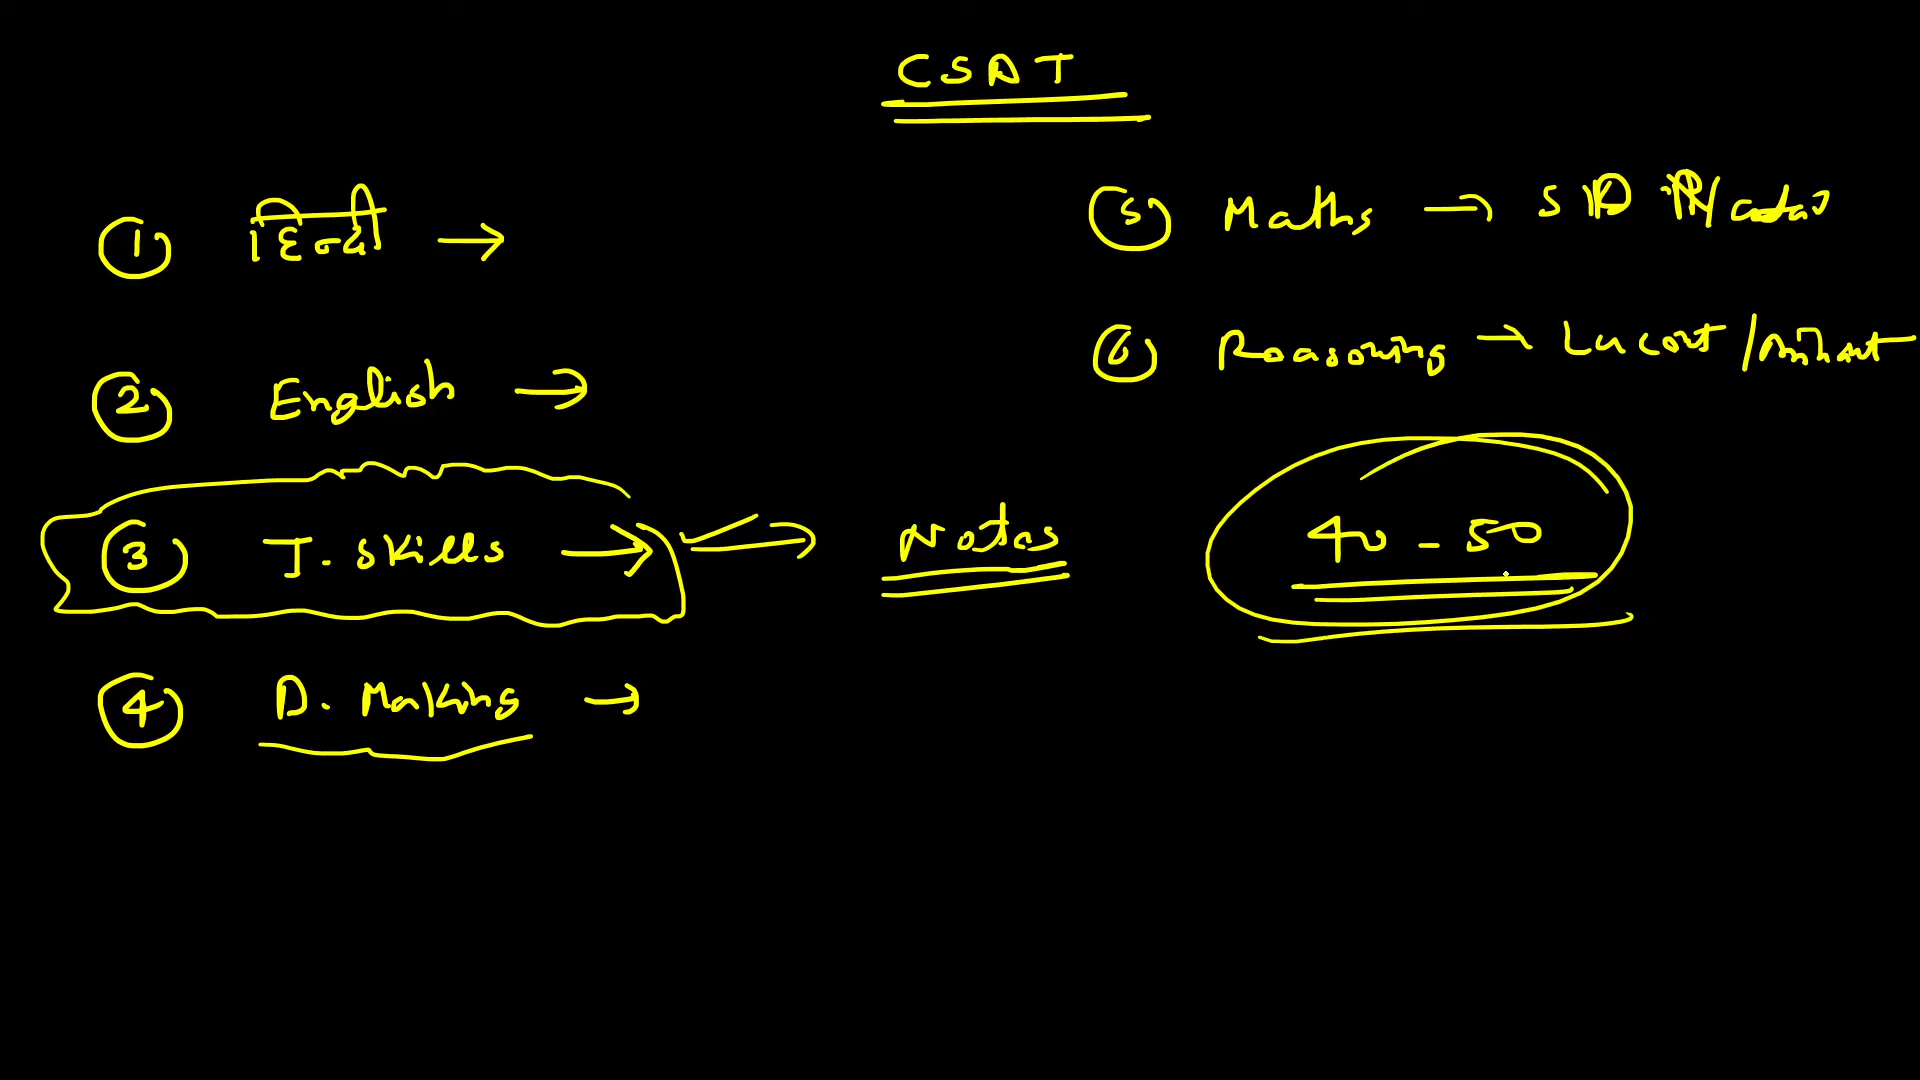 CSAT
① हिन्दी →
② English →
③ I. Skills → → Notes
④ D. Making →
⑤ Maths →
⑥ Reasoning → Lucent /
40 - 50